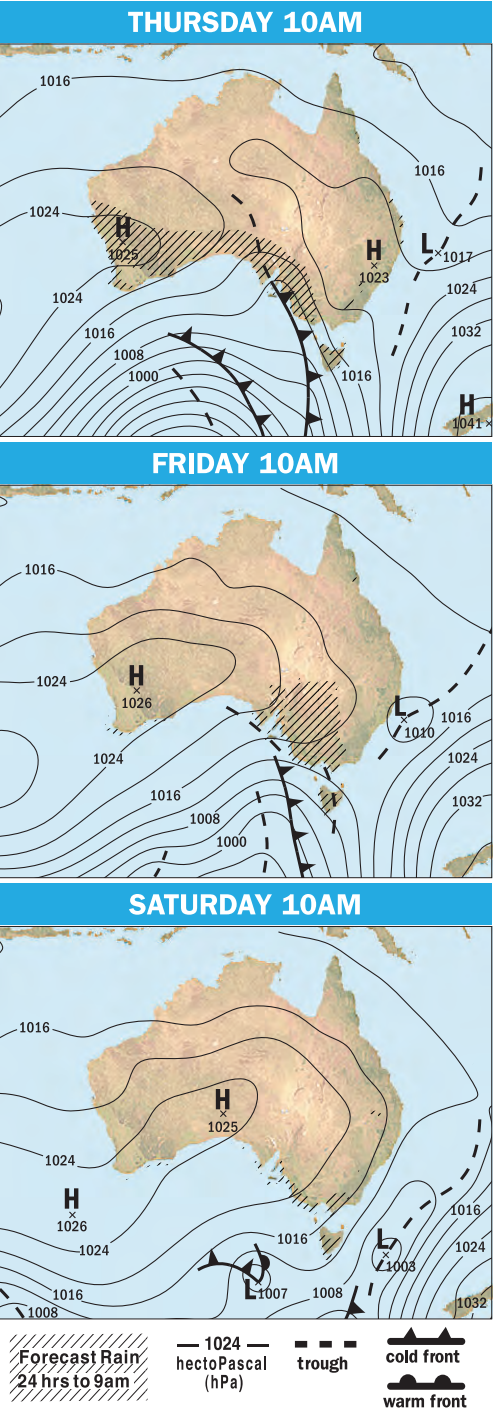 THURSDAY 10AM
1016
1016
1024
H
1025
H
1023
L
1017
1024
1024
1016
1032
1008
1000
1016
H
1041
FRIDAY 10AM
1016
1024
H
1026
L
1010
1016
1024
1024
1016
1032
1008
1000
SATURDAY 10AM
1016
H
1025
1024
H
1026
1016
1016
L
1003
1024
1024
1016
L
1007
1008
1032
1008
Forecast Rain
24 hrs to 9am
1024
hectoPascal
(hPa)
trough
cold front
warm front